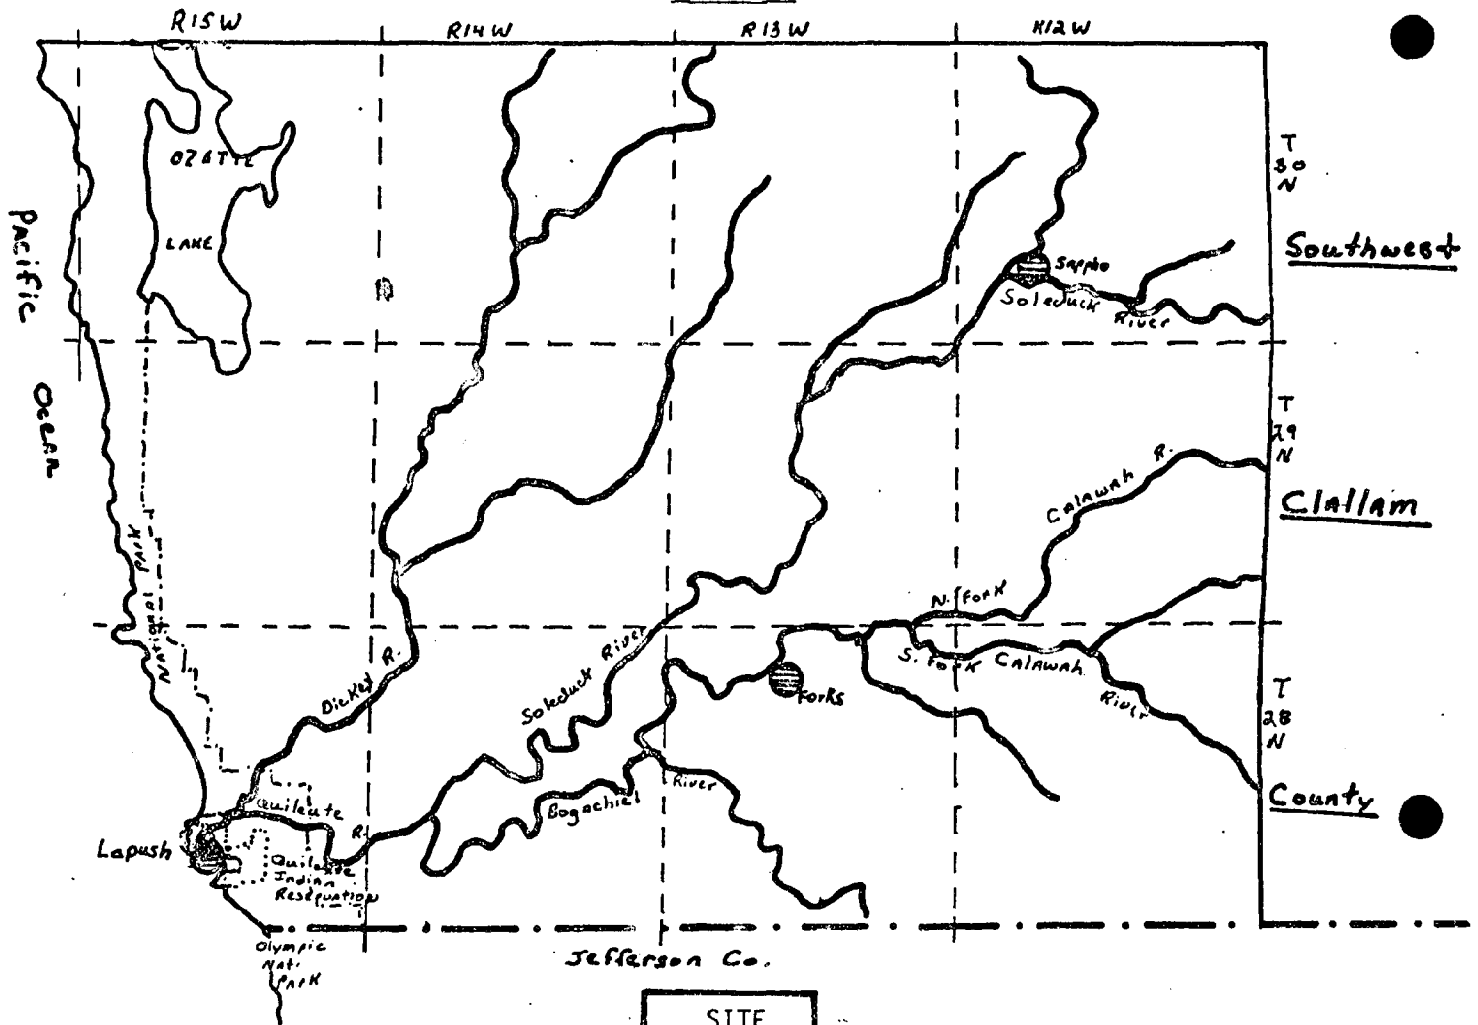 R15W
R14W
R13W
R12W
OZATTE
LAKE
Pacific
Ocean
T
30
N
Southwest
Sappho
Soleduck
River
T
29
N
Clallam
Calawah R.
N. Fork
National Park
S. Fork Calawah
River
Forks
T
28
N
Soleduck River
Dickey R.
County
Quileute
R.
Bogachiel
River
Lapush
Quileute
Indian
Reservation
Olympic
Nat.
Park
Jefferson Co.
SITE